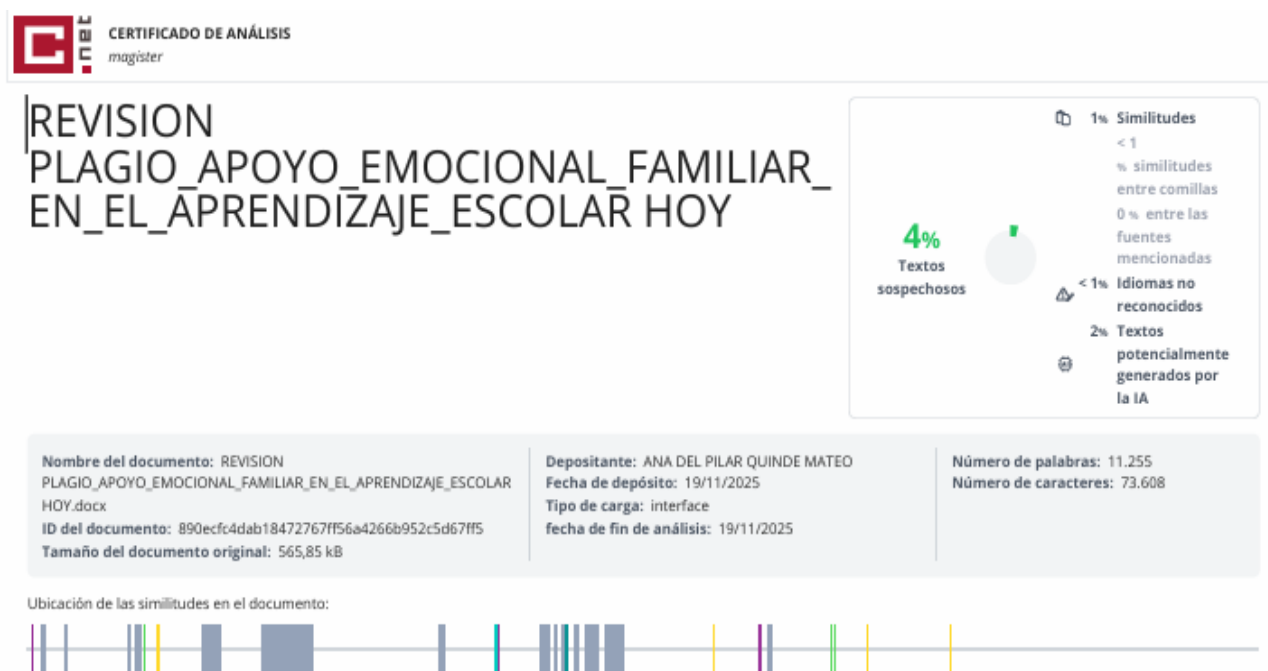 C
.net
CERTIFICADO DE ANÁLISIS
magister
REVISION
PLAGIO_APOYO_EMOCIONAL_FAMILIAR_
EN_EL_APRENDIZAJE_ESCOLAR HOY
4%
Textos
sospechosos
1% Similitudes
< 1
% similitudes
entre comillas
0 % entre las
fuentes
mencionadas
< 1% Idiomas no
reconocidos
2% Textos
potencialmente
generados por
la IA
Nombre del documento: REVISION
PLAGIO_APOYO_EMOCIONAL_FAMILIAR_EN_EL_APRENDIZAJE_ESCOLAR
HOY.docx
ID del documento: 890ecfc4dab18472767ff56a4266b952c5d67ff5
Tamaño del documento original: 565,85 kB
Depositante: ANA DEL PILAR QUINDE MATEO
Fecha de depósito: 19/11/2025
Tipo de carga: interface
fecha de fin de análisis: 19/11/2025
Número de palabras: 11.255
Número de caracteres: 73.608
Ubicación de las similitudes en el documento: